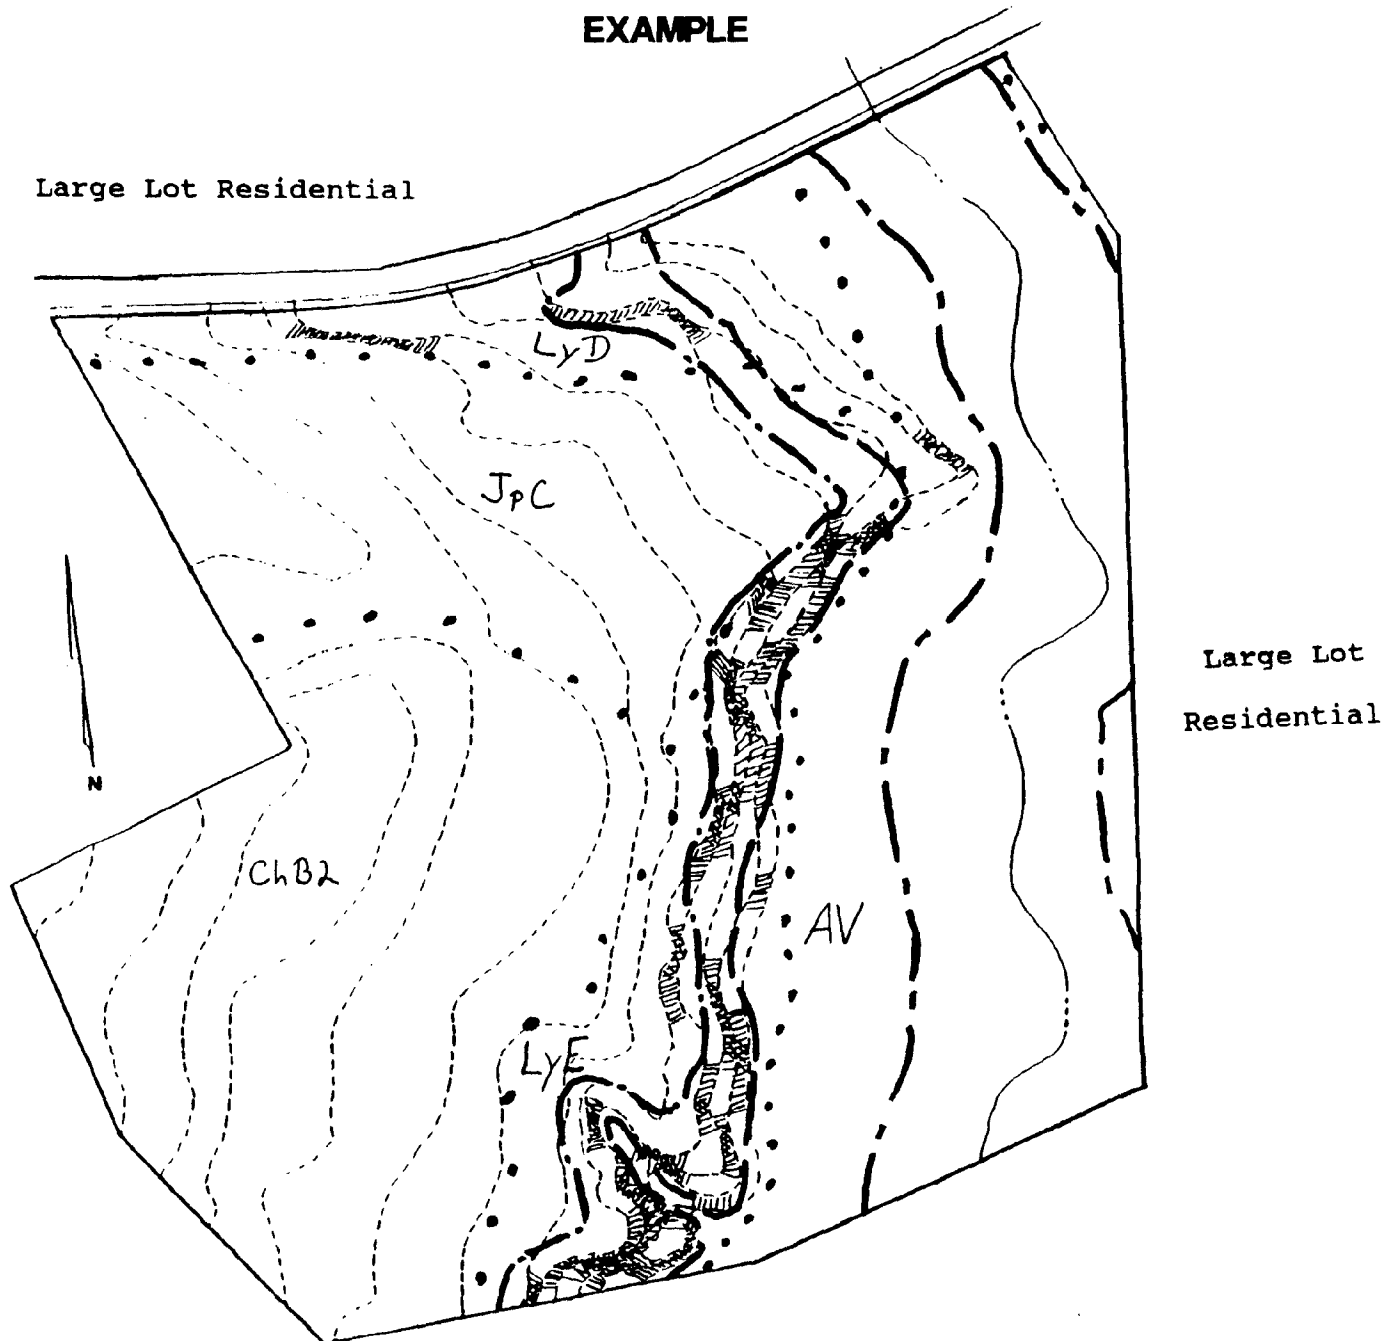 EXAMPLE
Large Lot Residential
LyD
JpC
Large Lot
Residential
N
ChB2
AV
LyE